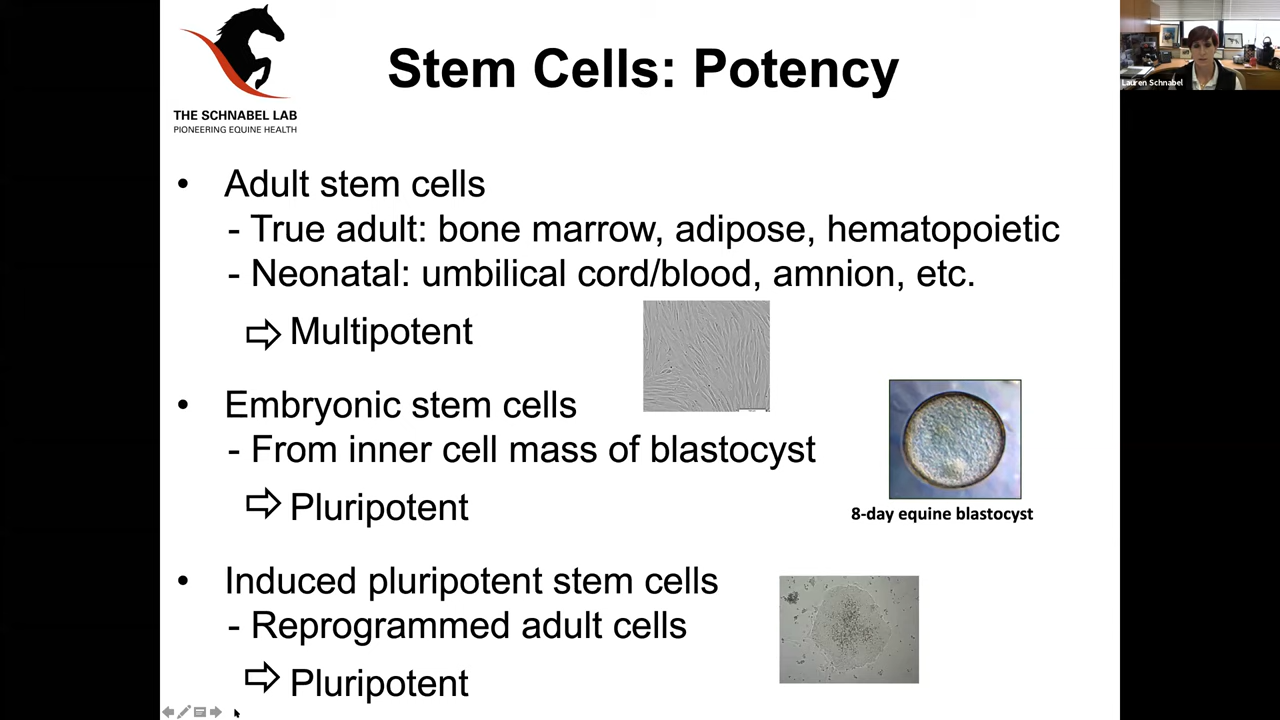 THE SCHNABEL LAB
PIONEERING EQUINE HEALTH
Stem Cells: Potency
Lauren Schnabel
• Adult stem cells
- True adult: bone marrow, adipose, hematopoietic
- Neonatal: umbilical cord/blood, amnion, etc.
⇨ Multipotent
• Embryonic stem cells
- From inner cell mass of blastocyst
⇨ Pluripotent
8-day equine blastocyst
• Induced pluripotent stem cells
- Reprogrammed adult cells
⇨ Pluripotent